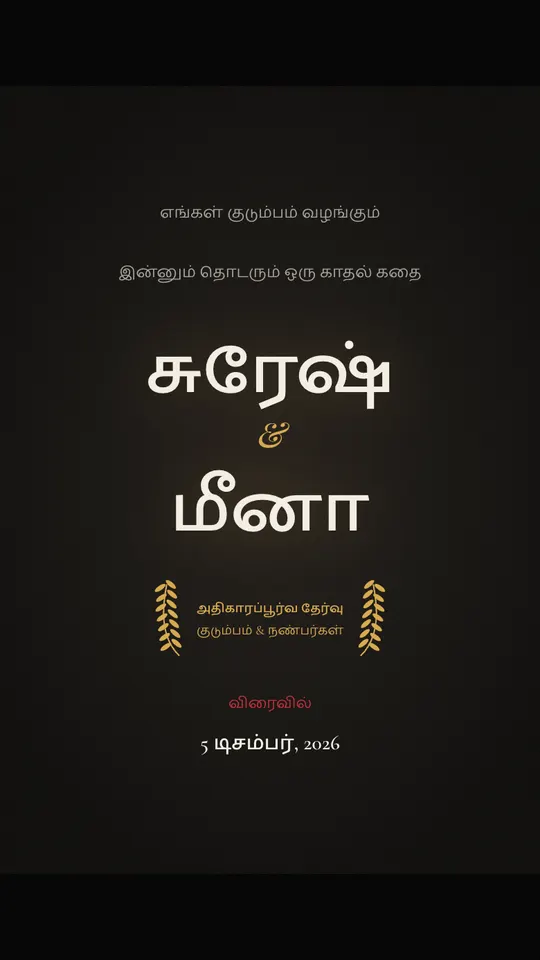 எங்கள் குடும்பம் வழங்கும்
இன்னும் தொடரும் ஒரு காதல் கதை
சுரேஷ்
&
மீனா
அதிகாரப்பூர்வ தேர்வு
குடும்பம் & நண்பர்கள்
விரைவில்
5 டிசம்பர், 2026